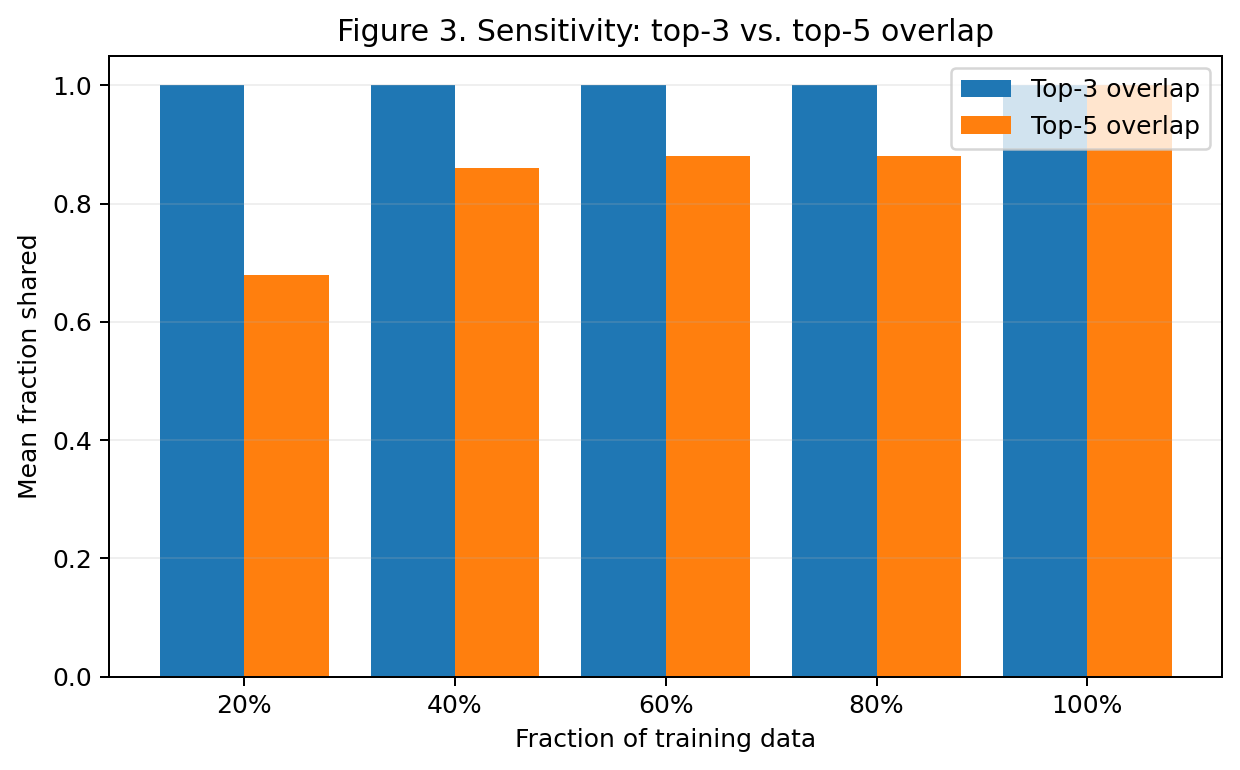 Figure 3. Sensitivity: top-3 vs. top-5 overlap
Top-3 overlap
Top-5 overlap
Mean fraction shared
1.0
0.8
0.6
0.4
0.2
0.0
20% 40% 60% 80% 100%
Fraction of training data